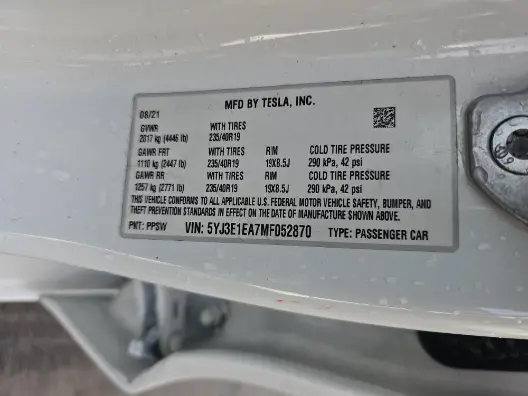 MFD BY TESLA, INC.
08/21
GVWR WITH TIRES
2017 kg (4446 lb) 235/40R19
GAWR FRT WITH TIRES RIM COLD TIRE PRESSURE
1110 kg (2447 lb) 235/40R19 19X8.5J 290 kPa, 42 psi
GAWR RR WITH TIRES RIM COLD TIRE PRESSURE
1257 kg (2771 lb) 235/40R19 19X8.5J 290 kPa, 42 psi
THIS VEHICLE CONFORMS TO ALL APPLICABLE U.S. FEDERAL MOTOR VEHICLE SAFETY, BUMPER, AND
THEFT PREVENTION STANDARDS IN EFFECT ON THE DATE OF MANUFACTURE SHOWN ABOVE.
PNT: PPSW VIN: 5YJ3E1EA7MF052870 TYPE: PASSENGER CAR